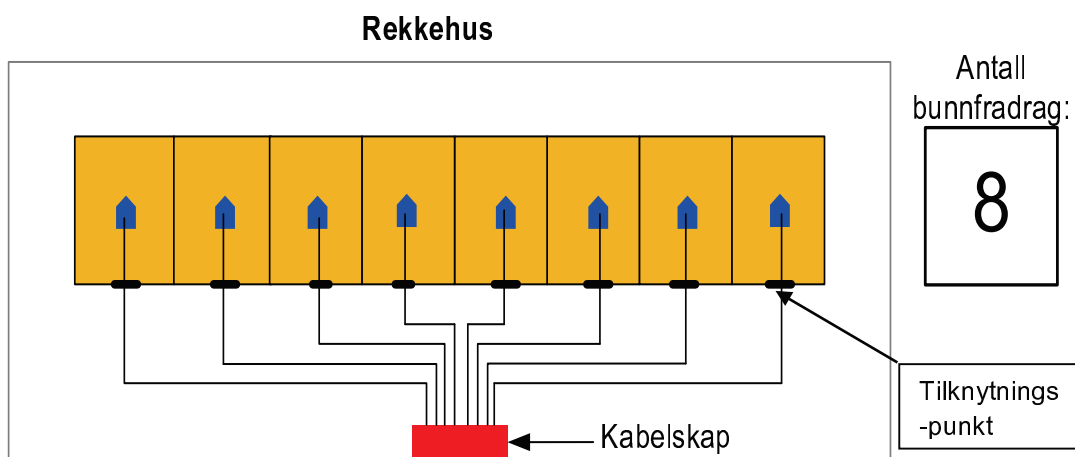 Rekkehus
Antall
bunnfradrag:
8
Tilknytnings
-punkt
Kabelskap